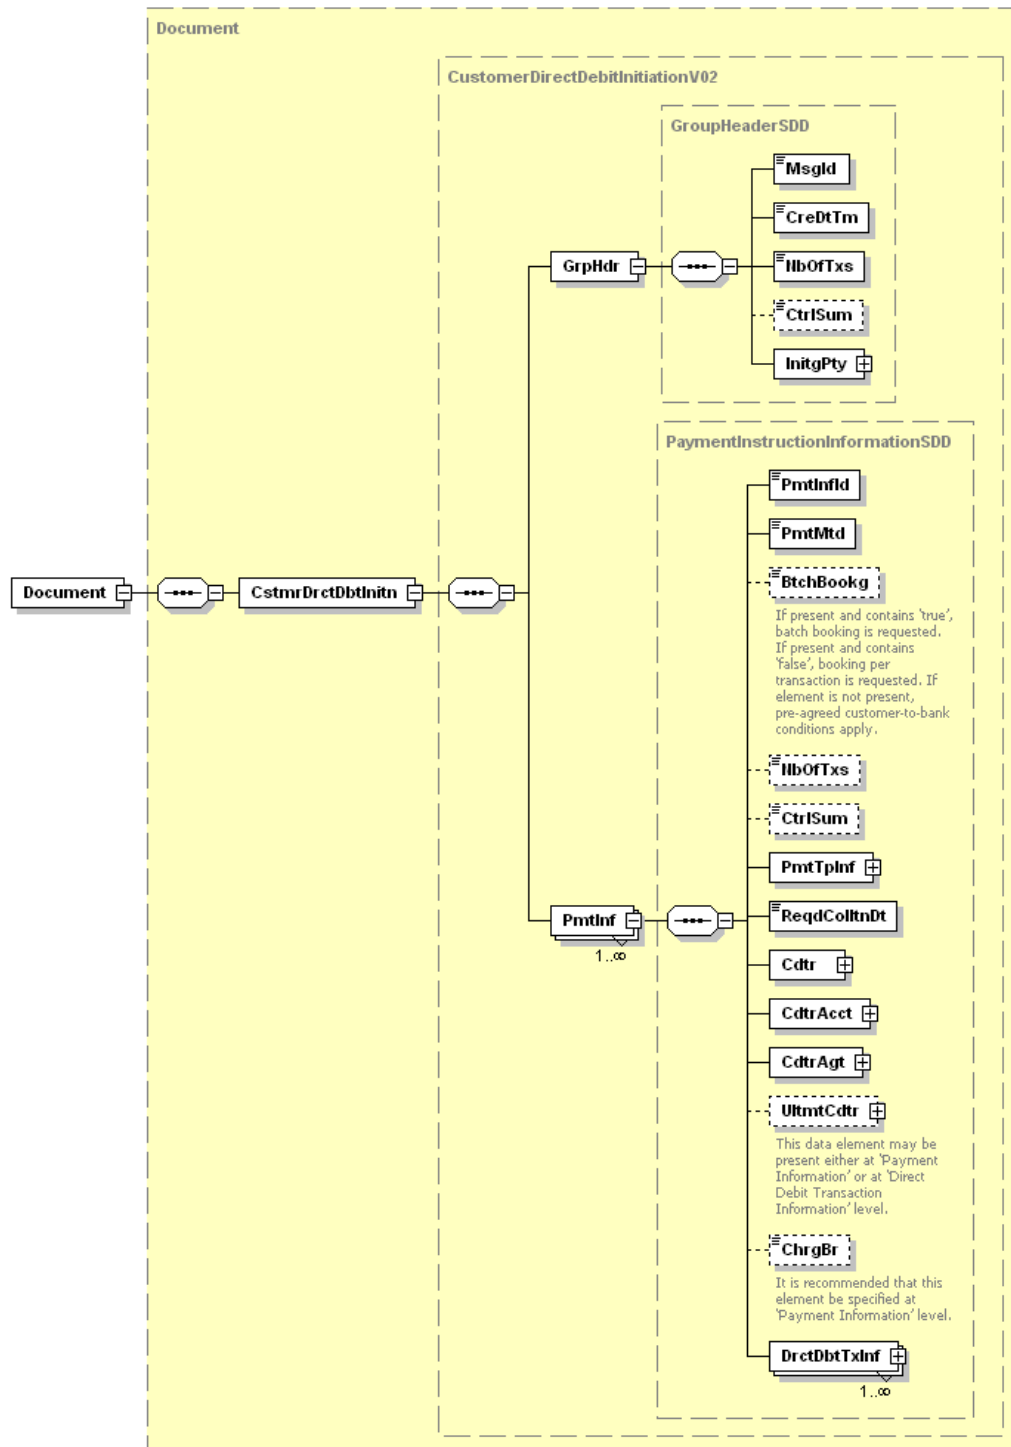 Document
CustomerDirectDebitInitiationV02
GroupHeaderSDD
MsgId
CreDtTm
GrpHdr
NbOfTxs
CtrlSum
InitgPty
PaymentInstructionInformationSDD
PmtInfId
PmtMtd
Document
CstmrDrctDbtInitn
BtchBookg
If present and contains 'true',
batch booking is requested.
If present and contains
'false', booking per
transaction is requested. If
element is not present,
pre-agreed customer-to-bank
conditions apply.
NbOfTxs
CtrlSum
PmtTpInf
PmtInf
1..∞
ReqdColltnDt
Cdtr
CdtrAcct
CdtrAgt
UltmtCdtr
This data element may be
present either at 'Payment
Information' or at 'Direct
Debit Transaction
Information' level.
ChrgBr
It is recommended that this
element be specified at
'Payment Information' level.
DrctDbtTxInf
1..∞